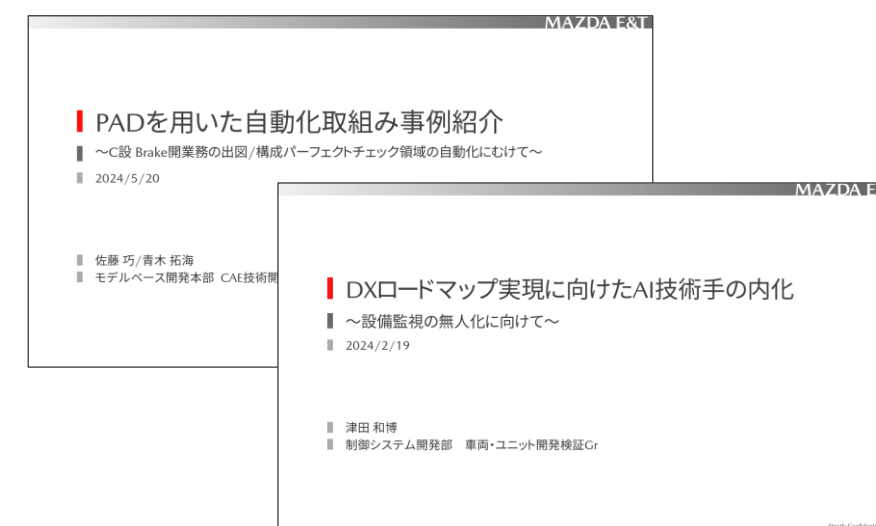 MAZDA E&T
PADを用いた自動化取組み事例紹介
～C設 Brake開業務の出図/構成パーフェクトチェック領域の自動化にむけて～
2024/5/20
佐藤 巧/青木 拓海
モデルベース開発本部 CAE技術開
MAZDA E
DXロードマップ実現に向けたAI技術手の内化
～設備監視の無人化に向けて～
2024/2/19
津田 和博
制御システム開発部 車両・ユニット開発検証Gr